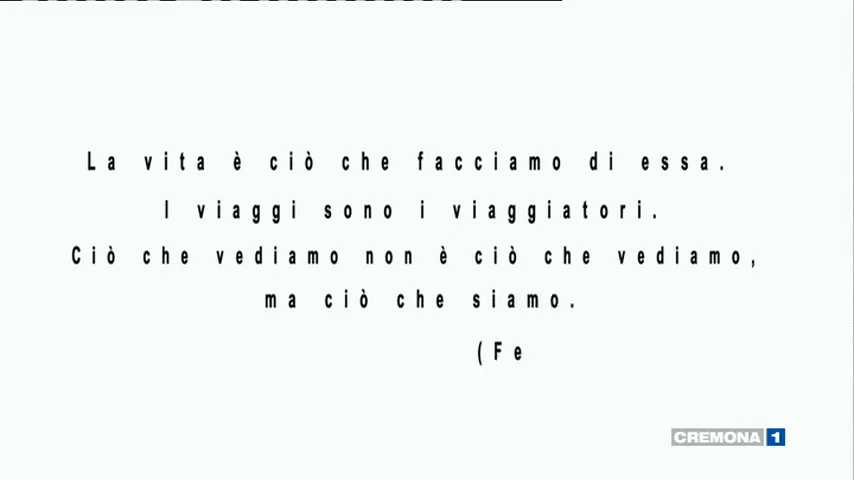 La vita è ciò che facciamo di essa.
I viaggi sono i viaggiatori.
Ciò che vediamo non è ciò che vediamo,
ma ciò che siamo.
(Fe
CREMONA 1